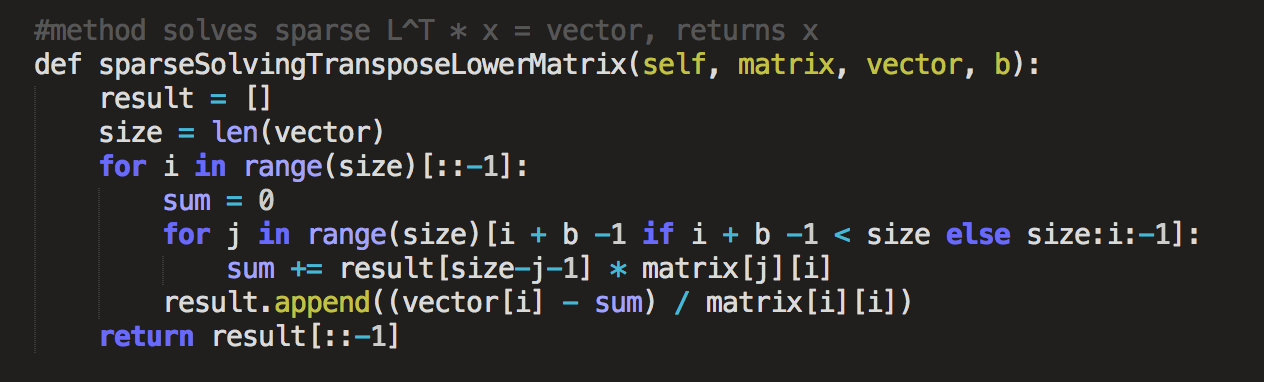 #method solves sparse L^T * x = vector, returns x
def sparseSolvingTransposeLowerMatrix(self, matrix, vector, b):
    result = []
    size = len(vector)
    for i in range(size)[::-1]:
        sum = 0
        for j in range(size)[i + b -1 if i + b -1 < size else size:i:-1]:
            sum += result[size-j-1] * matrix[j][i]
        result.append((vector[i] - sum) / matrix[i][i])
    return result[::-1]